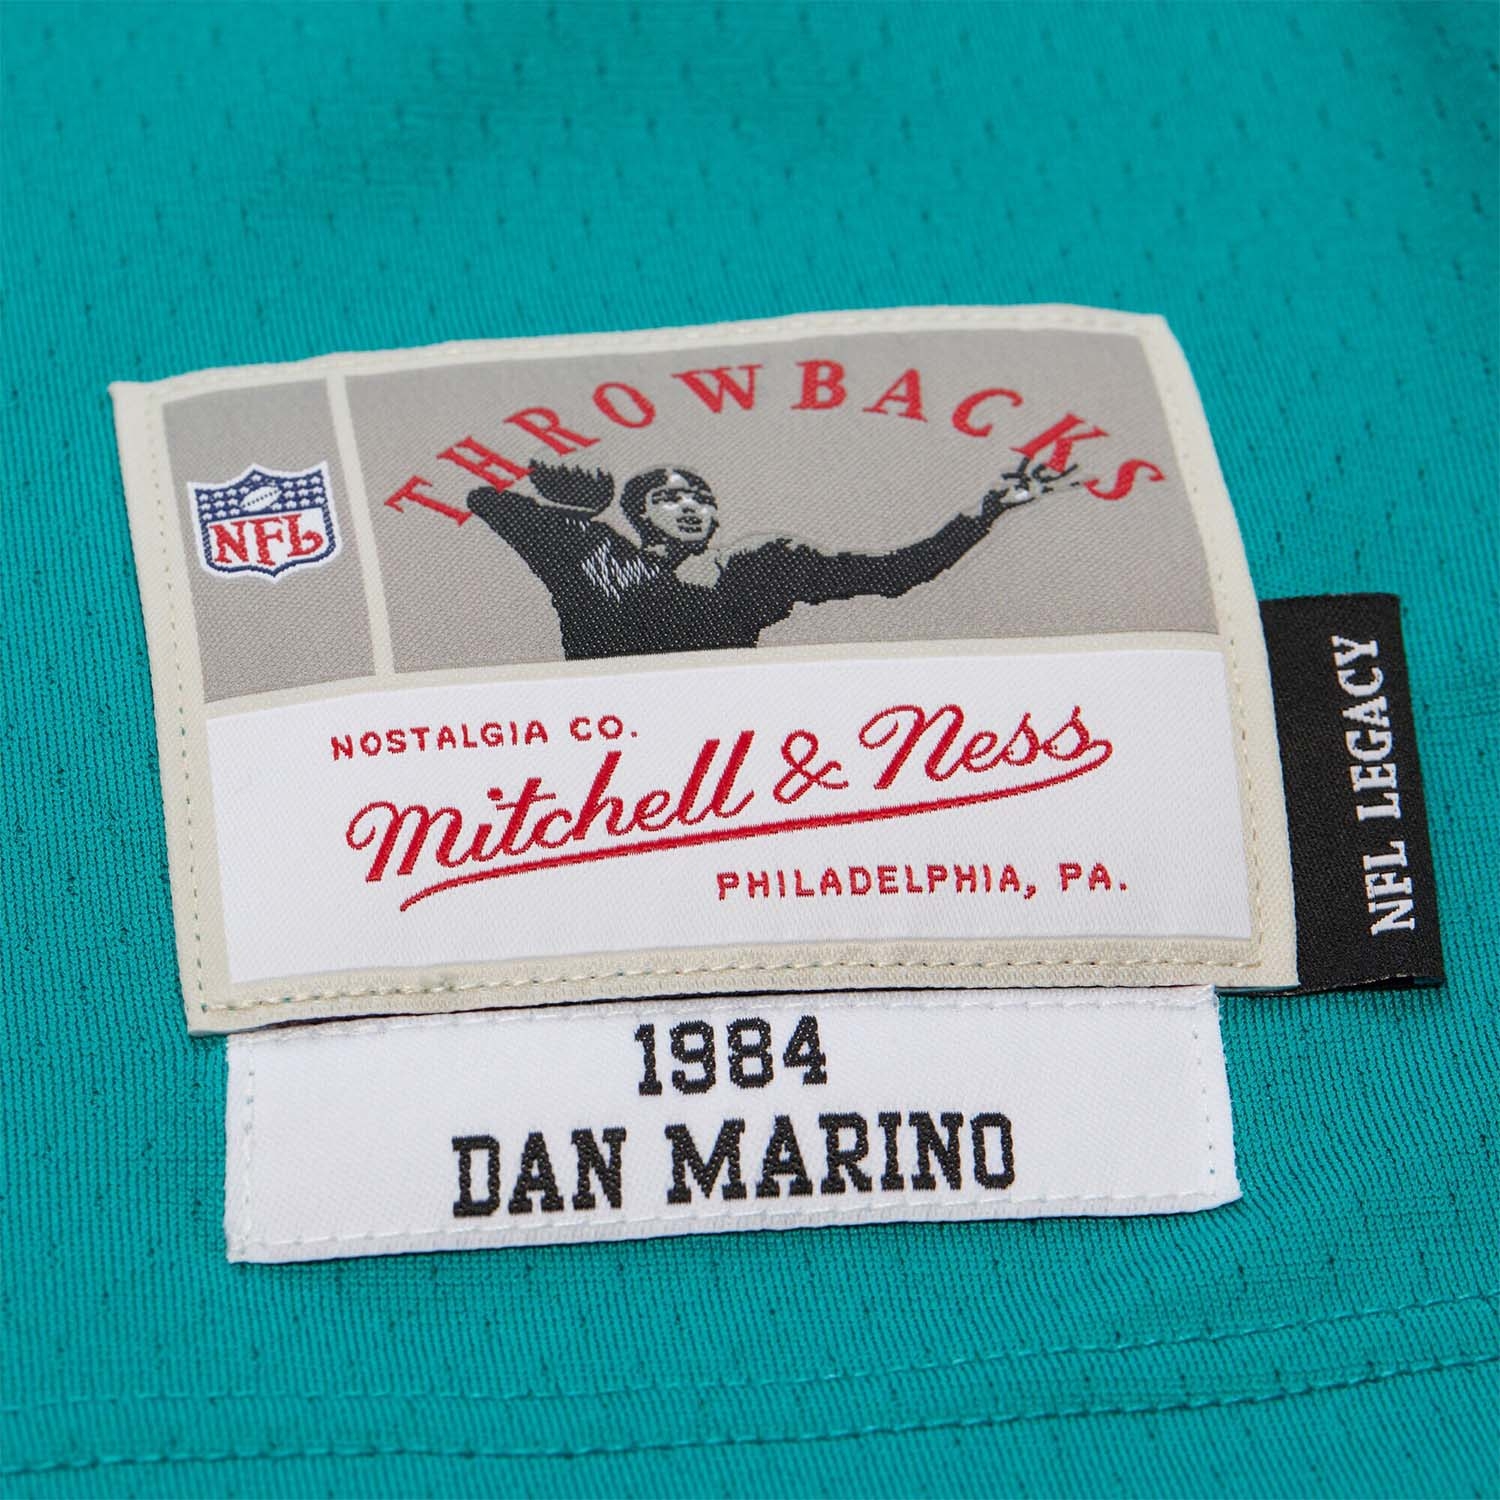 THROWBACKS
NFL
NOSTALGIA CO.
Mitchell & Ness
PHILADELPHIA, PA.
NFL LEGACY
1984
DAN MARINO